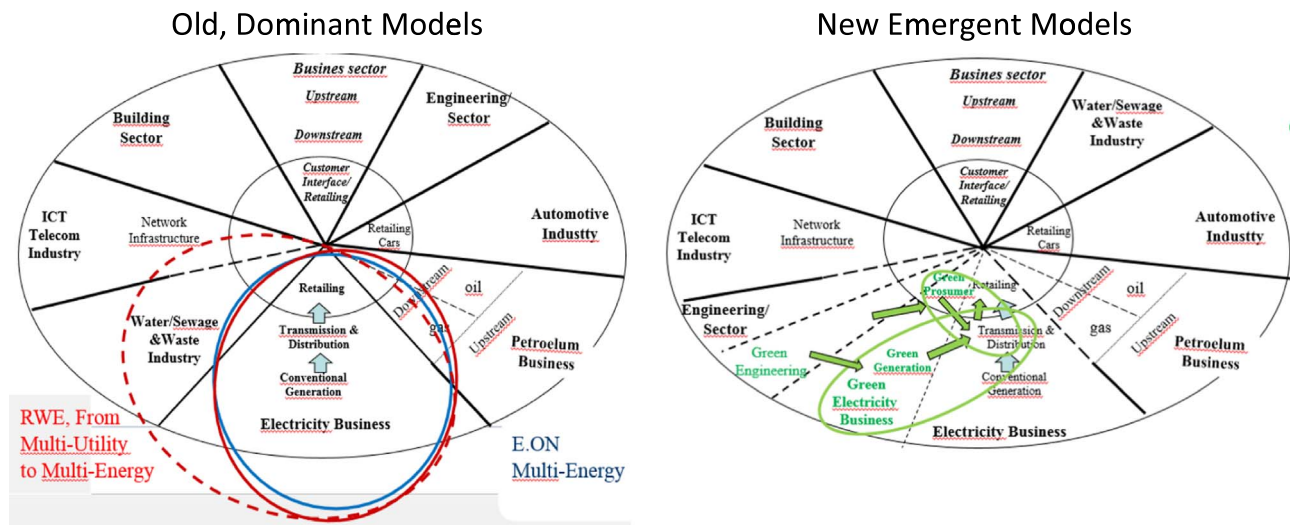 Old, Dominant Models
Busines sector
Upstream
Downstream
Customer
Interface/
Retailing
Engineering/
Sector
Building
Sector
ICT
Telecom
Industry
Network
Infrastructure
Retailing
Cars
Automotive
Industty
Retailing
Downstream
oil
gas
Upstream
Petroelum
Business
Water/Sewage
&Waste
Industry
Transmission &
Distribution
Conventional
Generation
Electricity Business
RWE, From
Multi-Utility
to Multi-Energy
E.ON
Multi-Energy
New Emergent Models
Busines sector
Upstream
Downstream
Customer
Interface/
Retailing
Water/Sewage
&Waste
Industry
Building
Sector
ICT
Telecom
Industry
Network
Infrastructure
Retailing
Cars
Automotive
Industty
Green
Prosumer
Retailing
Downstream
oil
gas
Upstream
Petroelum
Business
Engineering/
Sector
Transmission &
Distribution
Green
Engineering
Green
Generation
Conventional
Generation
Green
Electricity
Business
Electricity Business